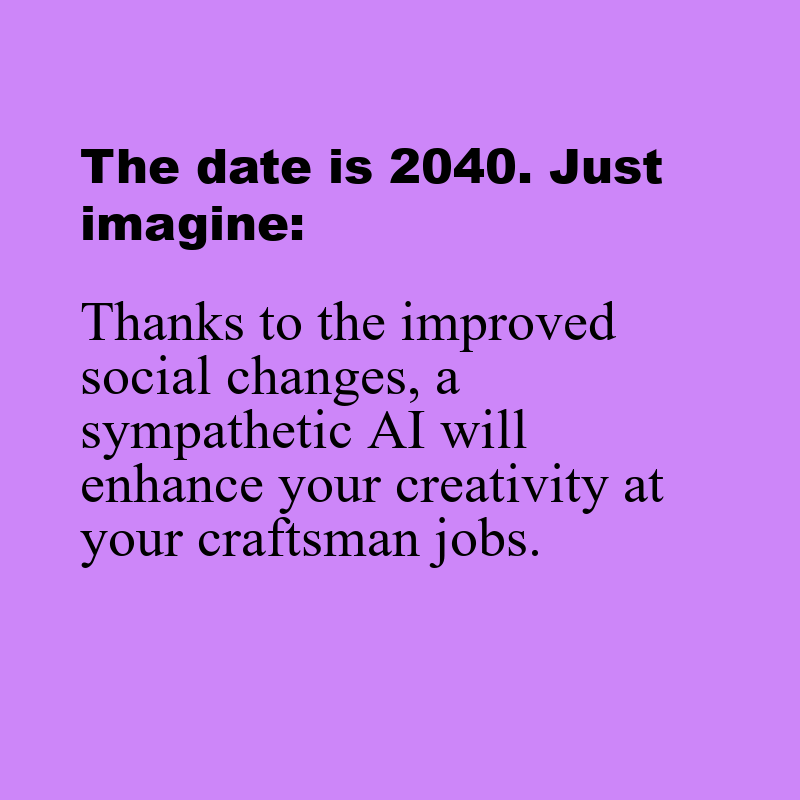 The date is 2040. Just
imagine:
Thanks to the improved
social changes, a
sympathetic AI will
enhance your creativity at
your craftsman jobs.